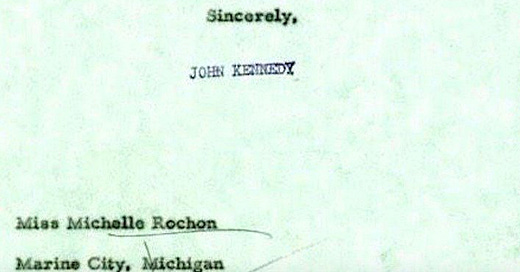 Sincerely,
JOHN KENNEDY
Miss Michelle Rochon
Marine City, Michigan